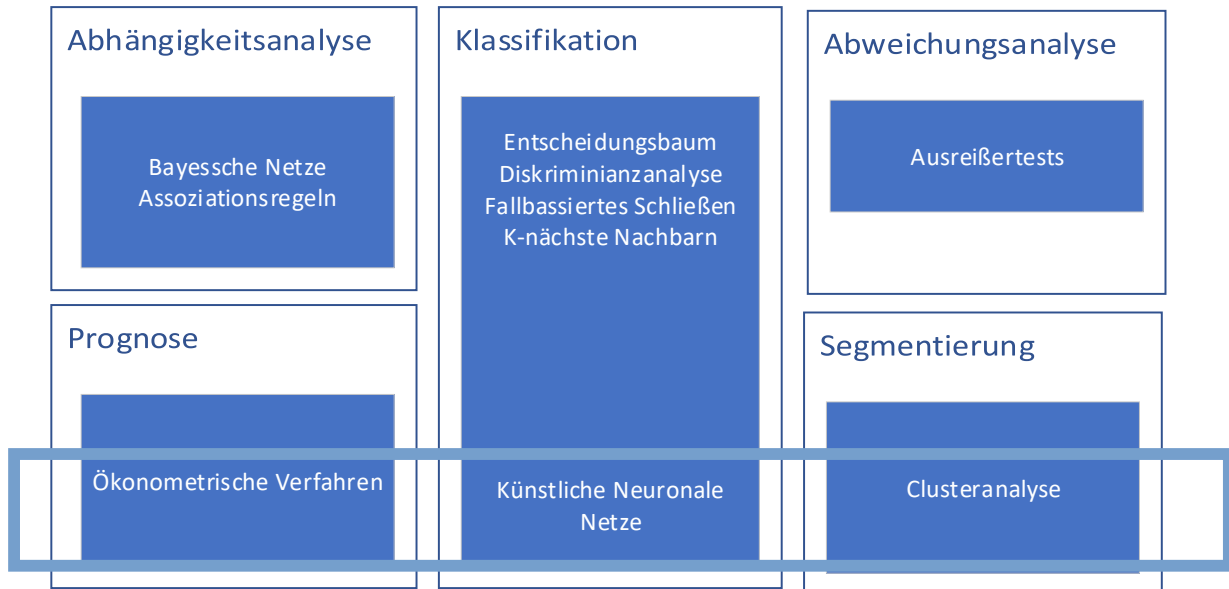 Abhängigkeitsanalyse
Bayessche Netze
Assoziationsregeln
Klassifikation
Entscheidungsbaum
Diskriminianzanalyse
Fallbassiertes Schließen
K-nächste Nachbarn
Künstliche Neuronale
Netze
Abweichungsanalyse
Ausreißertests
Prognose
Ökonometrische Verfahren
Segmentierung
Clusteranalyse